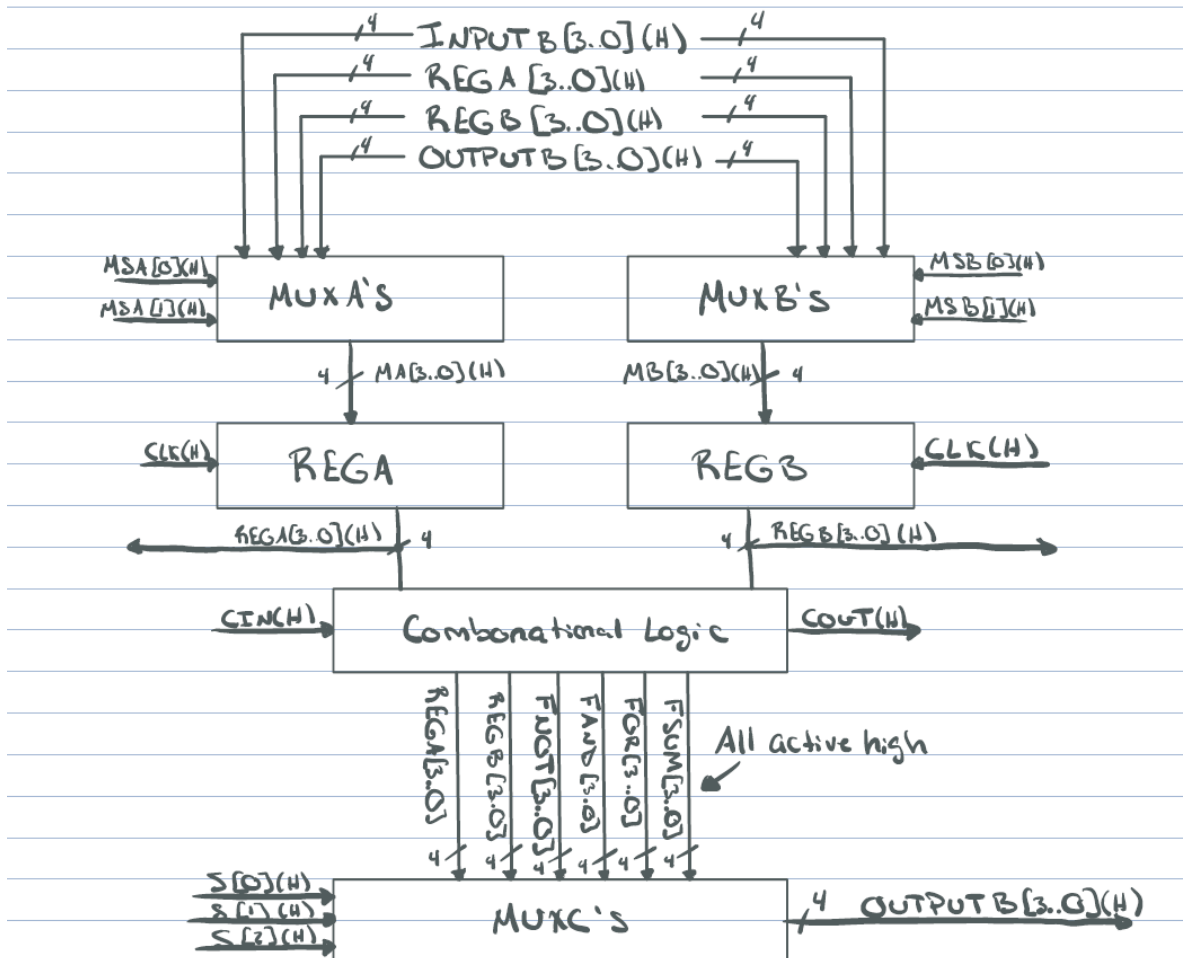 4 INPUTB[3..0](H) 4
4 REGA[3..0](H) 4
4 REGB[3..0](H) 4
4 OUTPUTB[3..0](H) 4
MSA[0](H)
MSA[1](H)
MUXA'S
MUXB'S
MSB[0](H)
MSB[1](H)
4 MA[3..0](H)
MB[3..0](H) 4
CLK(H)
REGA
REGB
CLK(H)
REGA[3..0](H) 4
4 REGB[3..0](H)
CIN(H)
Combonational Logic
COUT(H)
REGA[3..0]
REGB[3..0]
FNOT[3..0]
FAND[3..0]
FOR[3..0]
FSUM[3..0]
All active high
4 4 4 4 4 4
S[0](H)
S[1](H)
S[2](H)
MUXC'S
4 OUTPUTB[3..0](H)